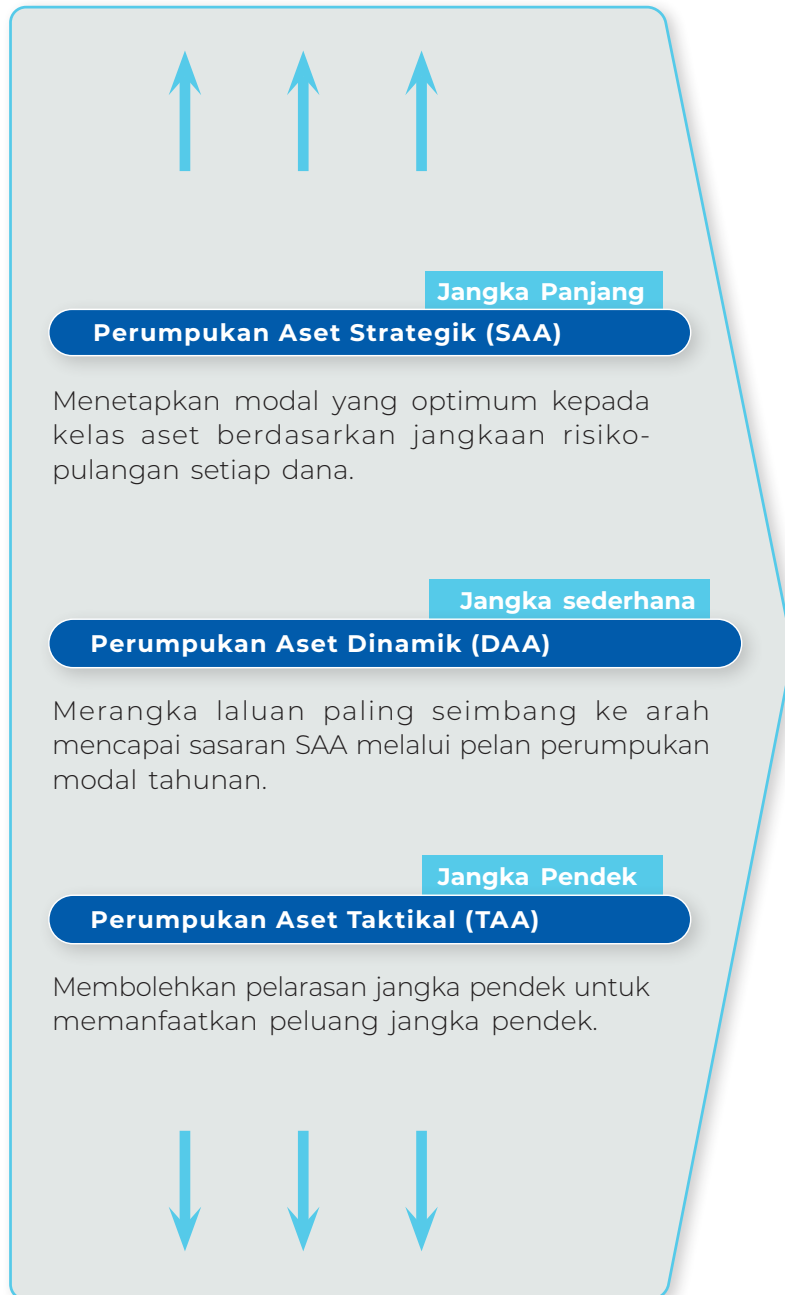 Jangka Panjang
Perumpukan Aset Strategik (SAA)
Menetapkan modal yang optimum kepada
kelas aset berdasarkan jangkaan risiko-
pulangan setiap dana.
Jangka sederhana
Perumpukan Aset Dinamik (DAA)
Merangka laluan paling seimbang ke arah
mencapai sasaran SAA melalui pelan perumpukan
modal tahunan.
Jangka Pendek
Perumpukan Aset Taktikal (TAA)
Membolehkan pelarasan jangka pendek untuk
memanfaatkan peluang jangka pendek.